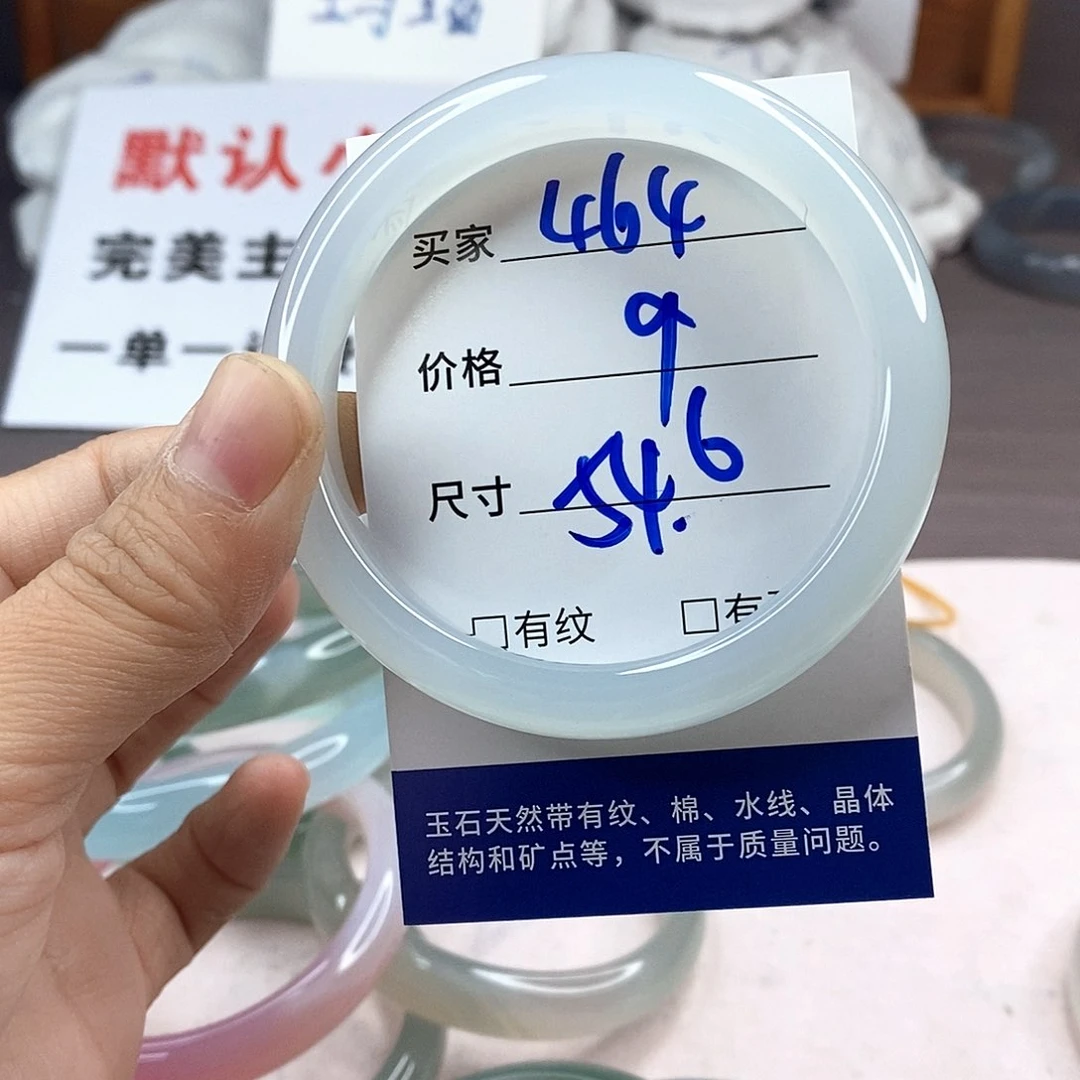 默认
完美主
一单一
买家 464
价格 9
尺寸 54.6
□有纹 □有
玉石天然带有纹、棉、水线、晶体
结构和矿点等，不属于质量问题。